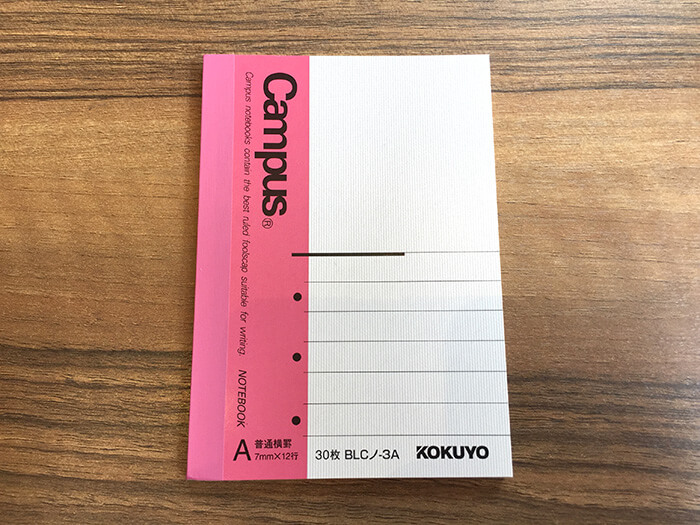 Campus®
Campus notebooks contain the best ruled foolscap suitable for writing. NOTEBOOK
A 普通横罫
7mm×12行
30枚 BLCノ-3A KOKUYO